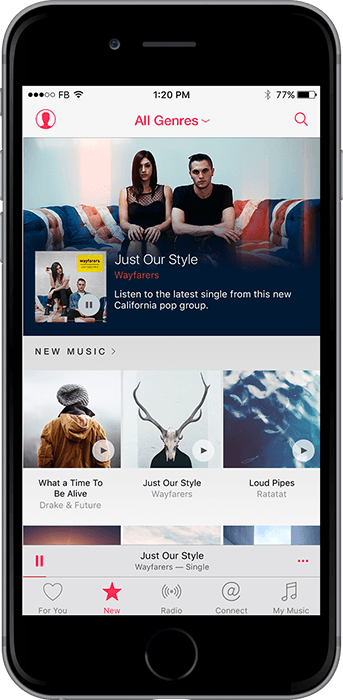 FB 1:20 PM 77%
All Genres
wayfarers
Just Our Style
Wayfarers
Listen to the latest single from this new
California pop group.
NEW MUSIC
What a Time To
Be Alive
Drake & Future
Just Our Style
Wayfarers
Loud Pipes
Ratatat
Just Our Style
Wayfarers — Single
For You
New
Radio
Connect
My Music